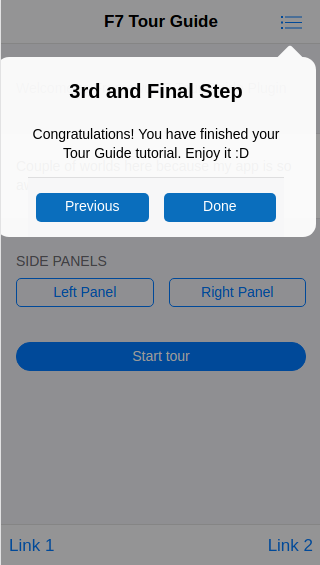 F7 Tour Guide
3rd and Final Step
Congratulations! You have finished your
Tour Guide tutorial. Enjoy it :D
Previous
Done
SIDE PANELS
Left Panel
Right Panel
Start tour
Link 1
Link 2